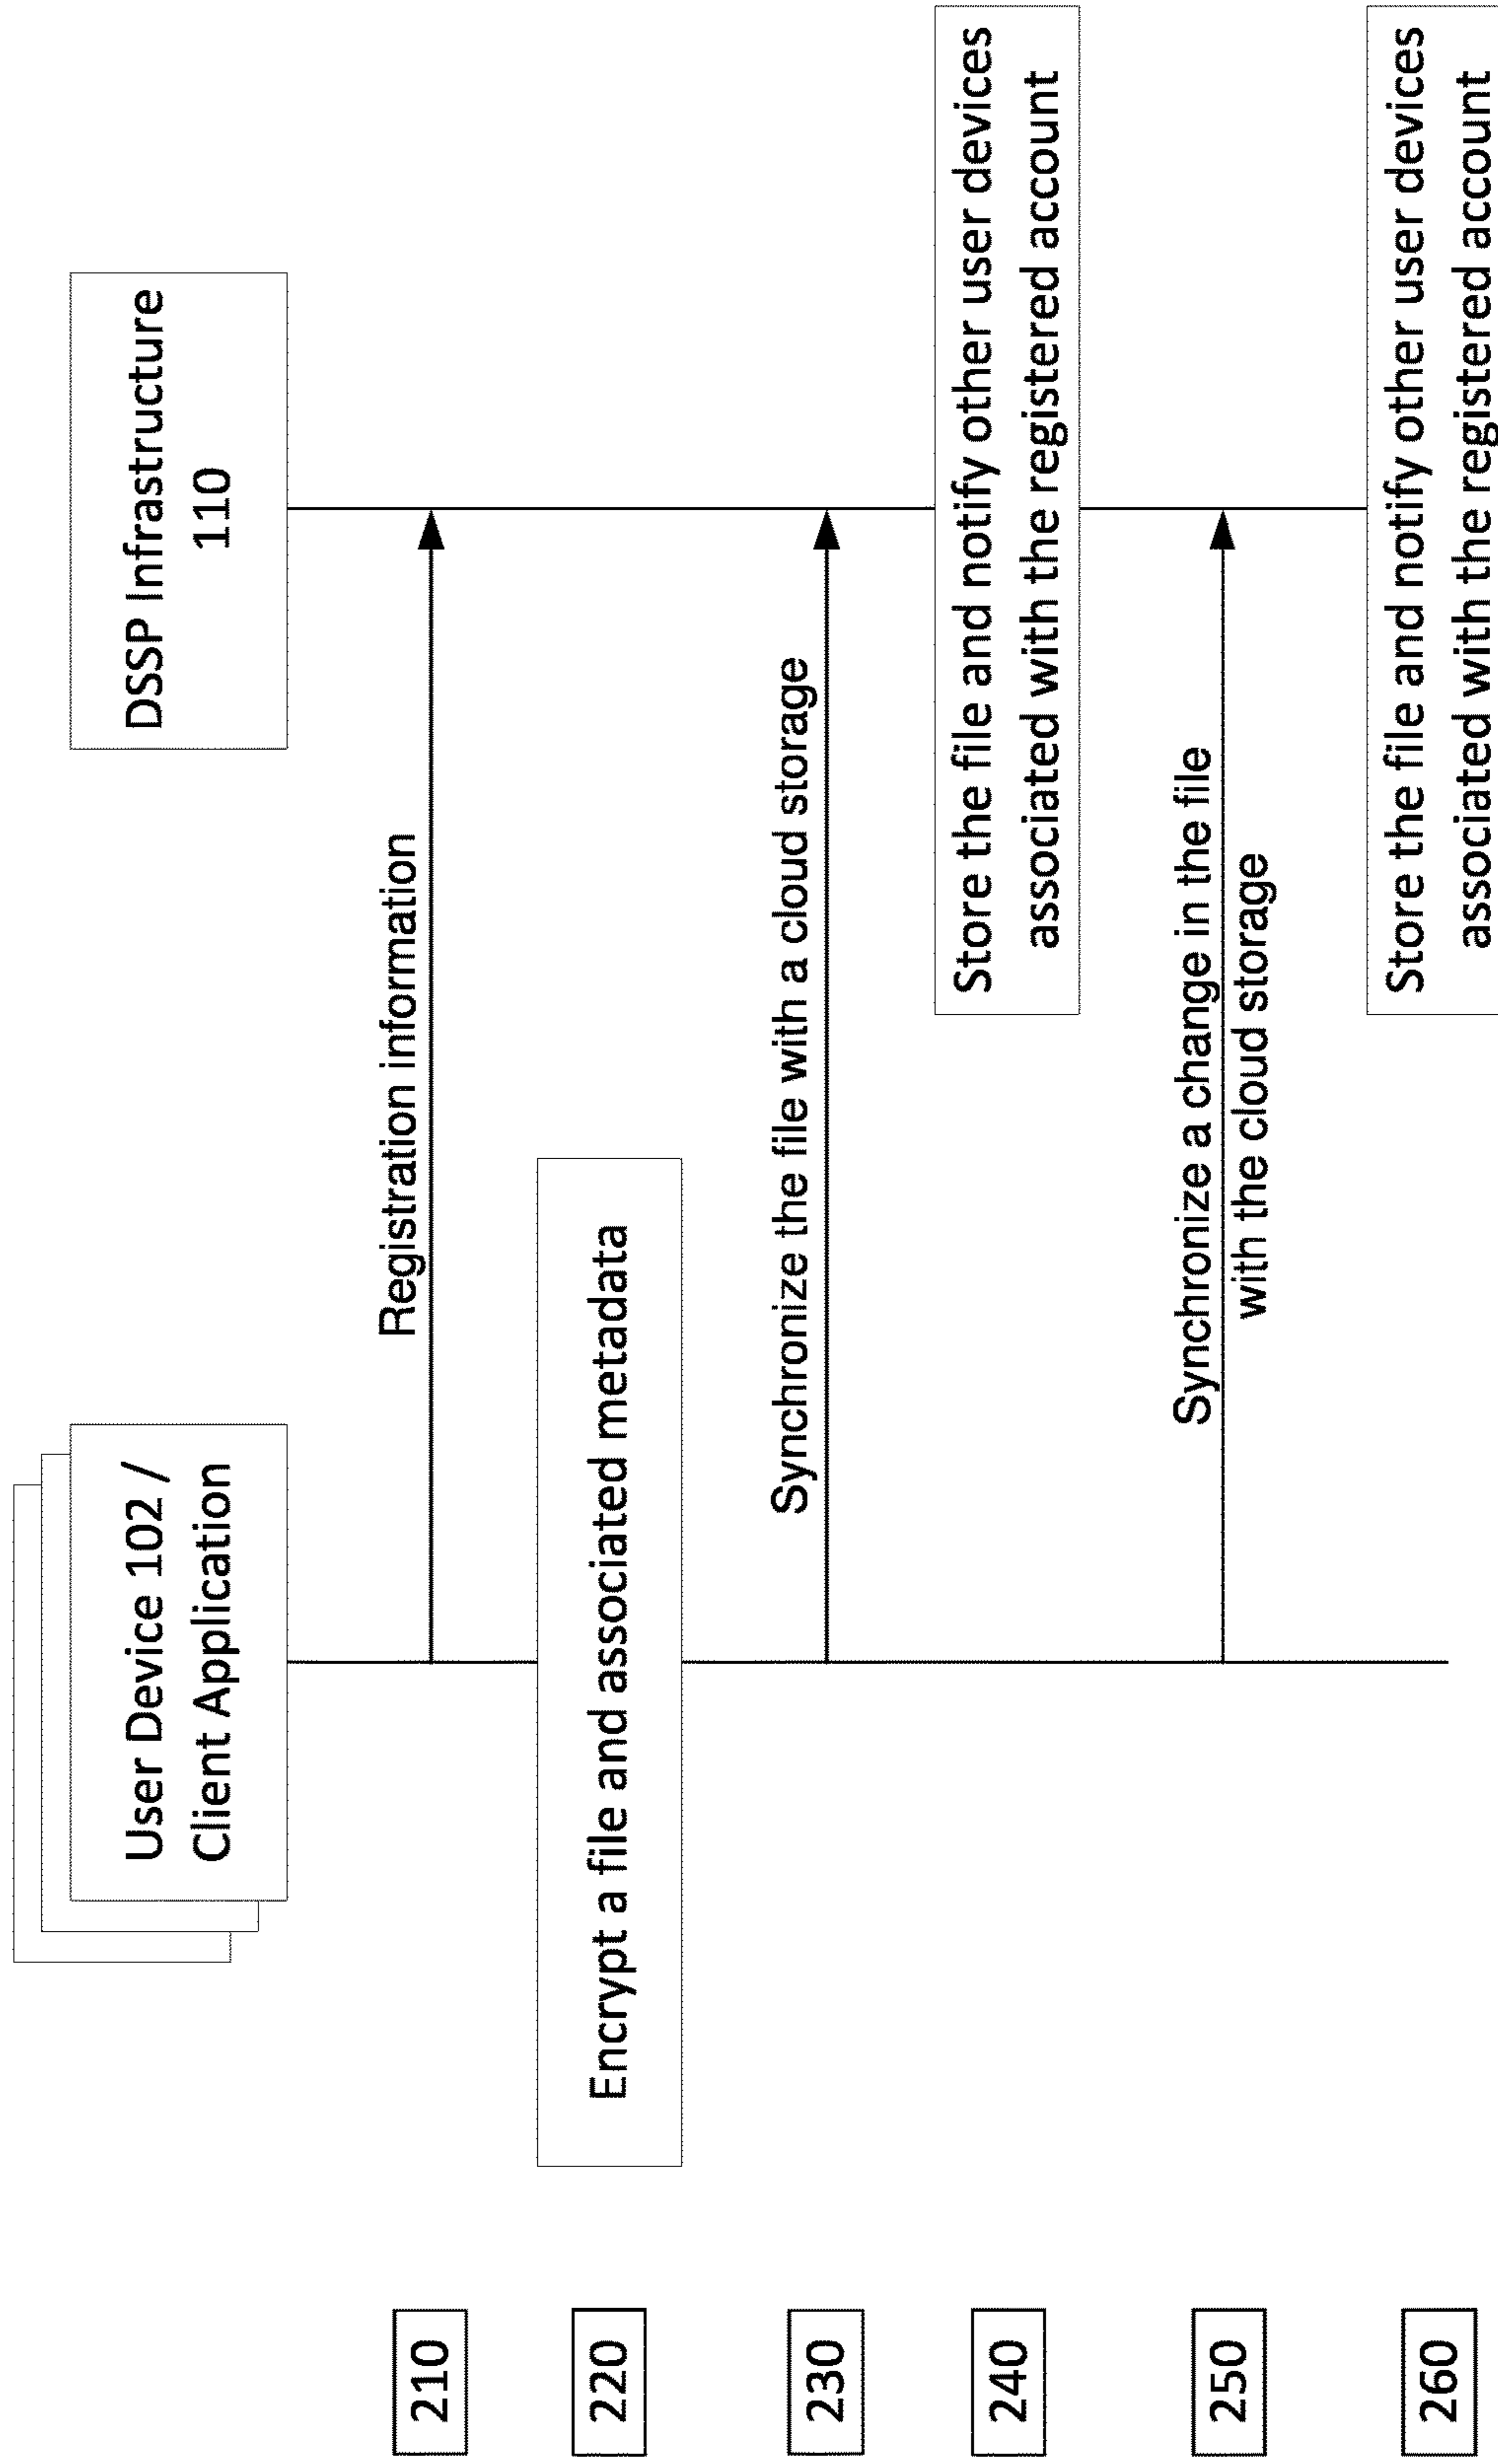 User Device 102 /
Client Application
DSSP Infrastructure
110
210
Registration information
220
Encrypt a file and associated metadata
230
Synchronize the file with a cloud storage
240
Store the file and notify other user devices
associated with the registered account
250
Synchronize a change in the file
with the cloud storage
260
Store the file and notify other user devices
associated with the registered account